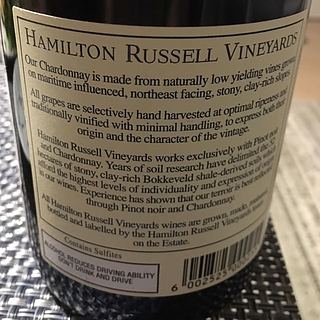 HAMILTON RUSSELL VINEYARDS
Our Chardonnay is made from naturally low yielding vines grown
on maritime influenced, northeast facing, stony, clay-rich slopes.
All grapes are selectively hand harvested at optimal ripeness and
traditionally vinified with minimal handling, to express both their
origin and the character of the vintage.
Hamilton Russell Vineyards works exclusively with Pinot noir
and Chardonnay. Years of soil research have delimited the 52
hectares of stony, clay-rich Bokkeveld shale-derived soils which
afford the highest levels of individuality and expression of
in our wines. Experience has shown that our terroir is best
through Pinot noir and Chardonnay.
All Hamilton Russell Vineyards wines are grown, made,
bottled and labelled by the Hamilton Russell Vineyards
on the Estate.
Contains Sulfites
ALCOHOL REDUCES DRIVING ABILITY
DON'T DRINK AND DRIVE
6 002525